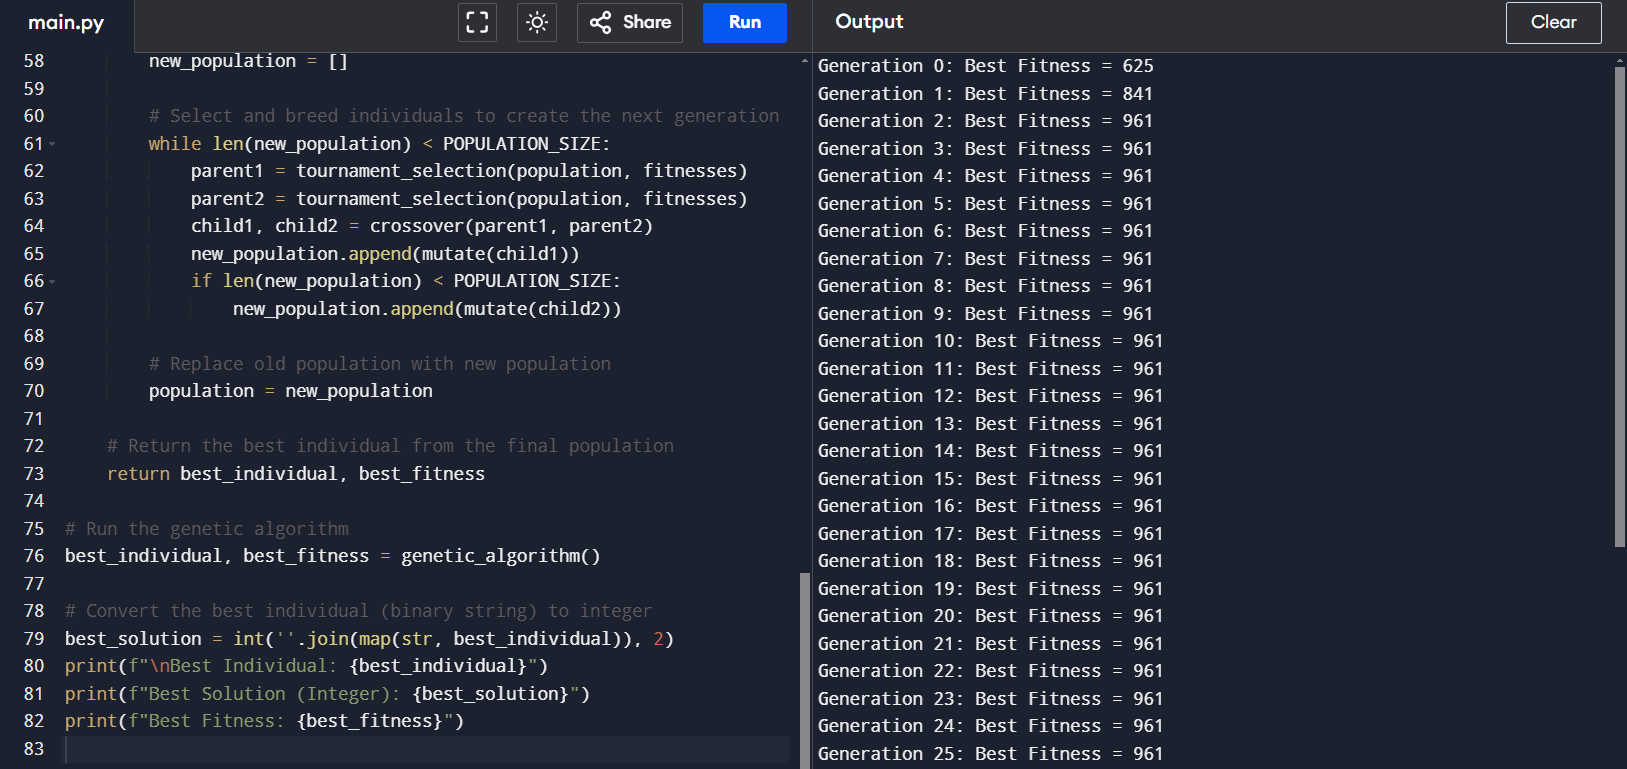 main.py
Share
Run
Output
Clear
58 new_population = []
59
60 # Select and breed individuals to create the next generation
61 while len(new_population) < POPULATION_SIZE:
62 parent1 = tournament_selection(population, fitnesses)
63 parent2 = tournament_selection(population, fitnesses)
64 child1, child2 = crossover(parent1, parent2)
65 new_population.append(mutate(child1))
66 if len(new_population) < POPULATION_SIZE:
67 new_population.append(mutate(child2))
68
69 # Replace old population with new population
70 population = new_population
71
72 # Return the best individual from the final population
73 return best_individual, best_fitness
74
75 # Run the genetic algorithm
76 best_individual, best_fitness = genetic_algorithm()
77
78 # Convert the best individual (binary string) to integer
79 best_solution = int(''.join(map(str, best_individual)), 2)
80 print(f"\nBest Individual: {best_individual}")
81 print(f"Best Solution (Integer): {best_solution}")
82 print(f"Best Fitness: {best_fitness}")
83
Generation 0: Best Fitness = 625
Generation 1: Best Fitness = 841
Generation 2: Best Fitness = 961
Generation 3: Best Fitness = 961
Generation 4: Best Fitness = 961
Generation 5: Best Fitness = 961
Generation 6: Best Fitness = 961
Generation 7: Best Fitness = 961
Generation 8: Best Fitness = 961
Generation 9: Best Fitness = 961
Generation 10: Best Fitness = 961
Generation 11: Best Fitness = 961
Generation 12: Best Fitness = 961
Generation 13: Best Fitness = 961
Generation 14: Best Fitness = 961
Generation 15: Best Fitness = 961
Generation 16: Best Fitness = 961
Generation 17: Best Fitness = 961
Generation 18: Best Fitness = 961
Generation 19: Best Fitness = 961
Generation 20: Best Fitness = 961
Generation 21: Best Fitness = 961
Generation 22: Best Fitness = 961
Generation 23: Best Fitness = 961
Generation 24: Best Fitness = 961
Generation 25: Best Fitness = 961